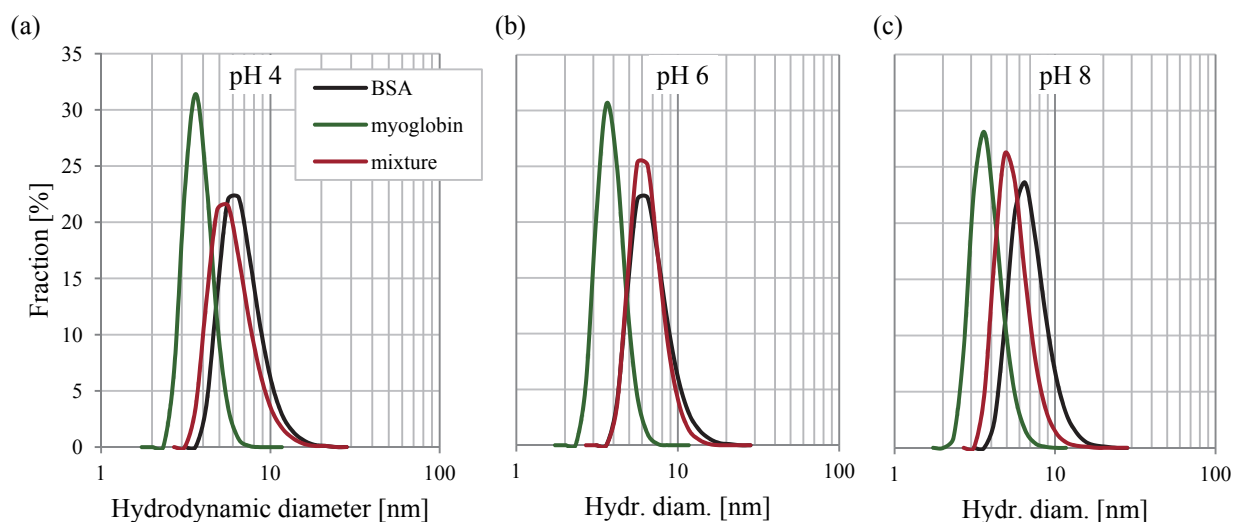 (a)
(b)
(c)
pH 4
pH 6
pH 8
BSA
myoglobin
mixture
Fraction [%]
35
30
25
20
15
10
5
0
1 10 100
1 10 100
1 10 100
Hydrodynamic diameter [nm]
Hydr. diam. [nm]
Hydr. diam. [nm]